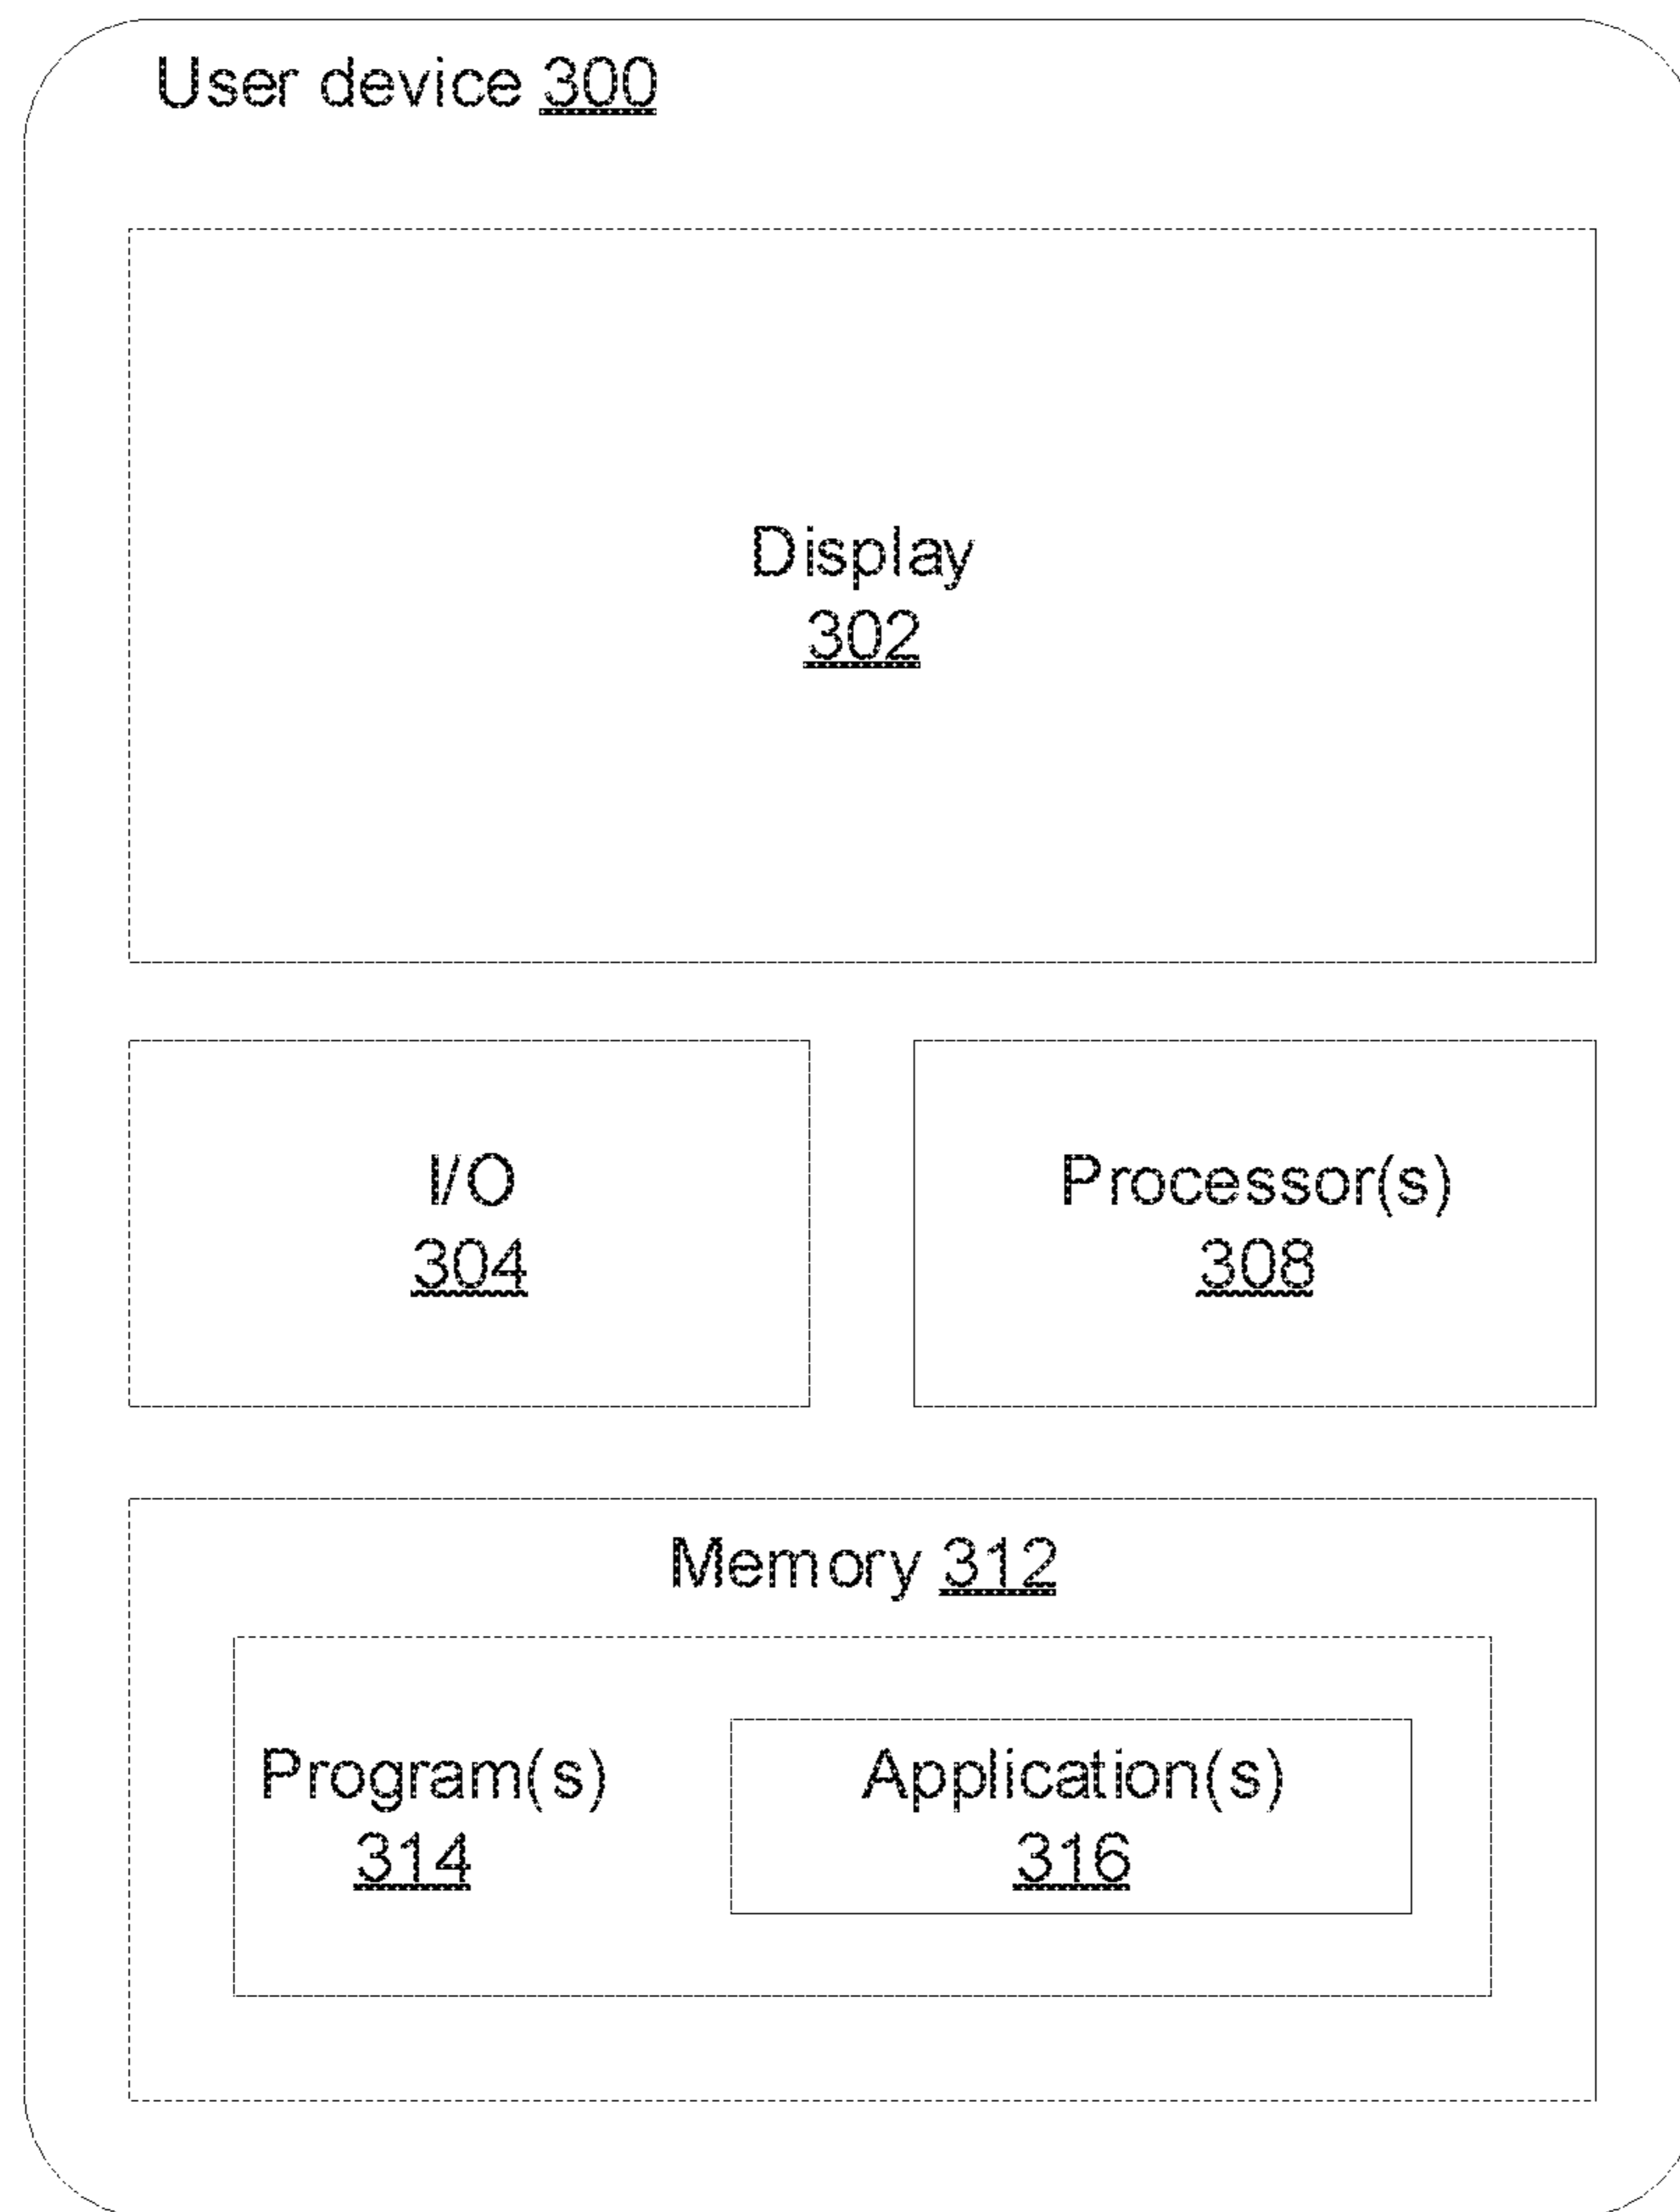 User device 300
Display
302
I/O
304
Processor(s)
308
Memory 312
Program(s)
314
Application(s)
316